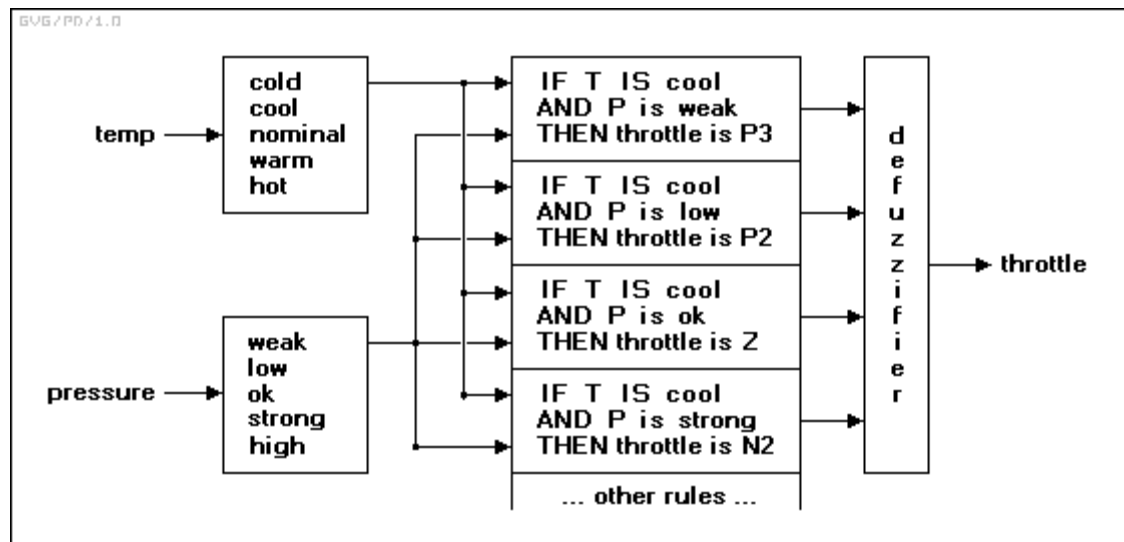 GVG/PD/1.0
temp
cold
cool
nominal
warm
hot
pressure
weak
low
ok
strong
high
IF T IS cool
AND P is weak
THEN throttle is P3
IF T IS cool
AND P is low
THEN throttle is P2
IF T IS cool
AND P is ok
THEN throttle is Z
IF T IS cool
AND P is strong
THEN throttle is N2
... other rules ...
defuzzifier
throttle